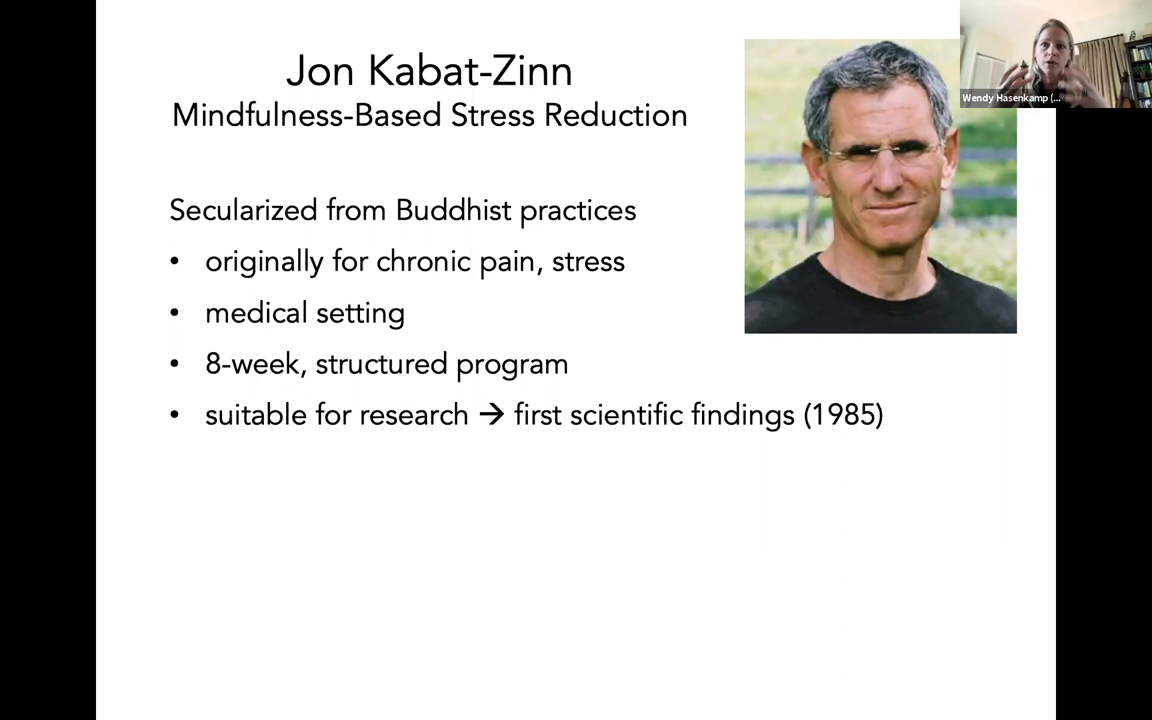 Jon Kabat-Zinn
Mindfulness-Based Stress Reduction
Wendy Hasenkamp (...
Secularized from Buddhist practices
• originally for chronic pain, stress
• medical setting
• 8-week, structured program
• suitable for research → first scientific findings (1985)